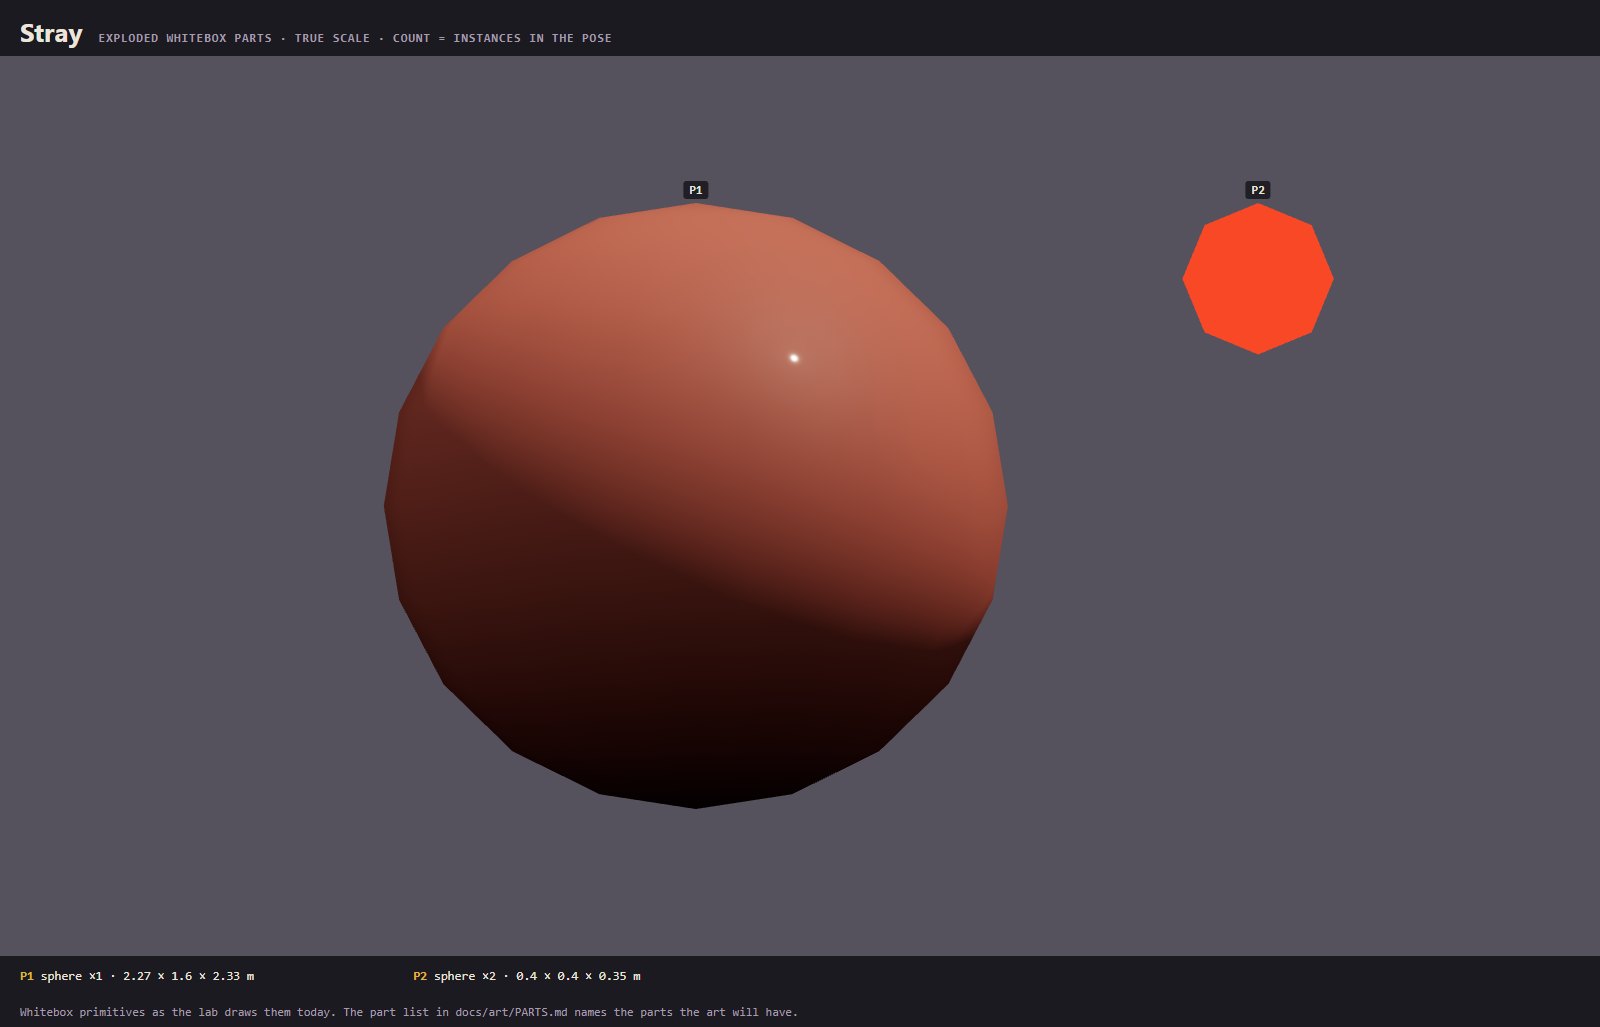 Stray EXPLODED WHITEBOX PARTS · TRUE SCALE · COUNT = INSTANCES IN THE POSE
P1 P2
P1 sphere ×1 · 2.27 × 1.6 × 2.33 m P2 sphere ×2 · 0.4 × 0.4 × 0.35 m
Whitebox primitives as the lab draws them today. The part list in docs/art/PARTS.md names the parts the art will have.